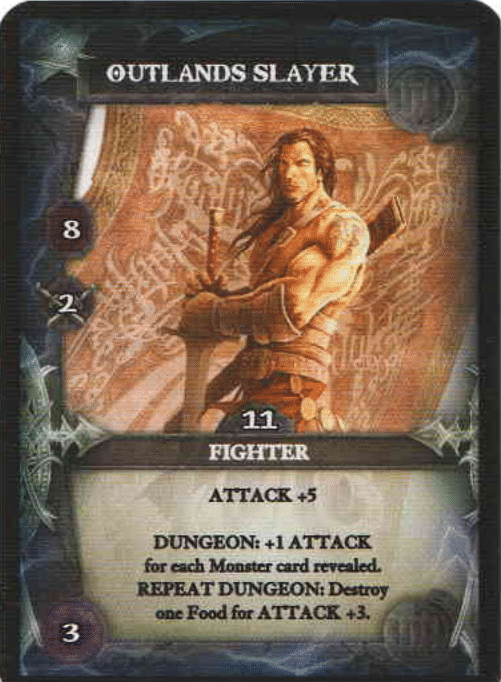 OUTLANDS SLAYER
8
2
11
FIGHTER
ATTACK +5
DUNGEON: +1 ATTACK
for each Monster card revealed.
REPEAT DUNGEON: Destroy
one Food for ATTACK +3.
3